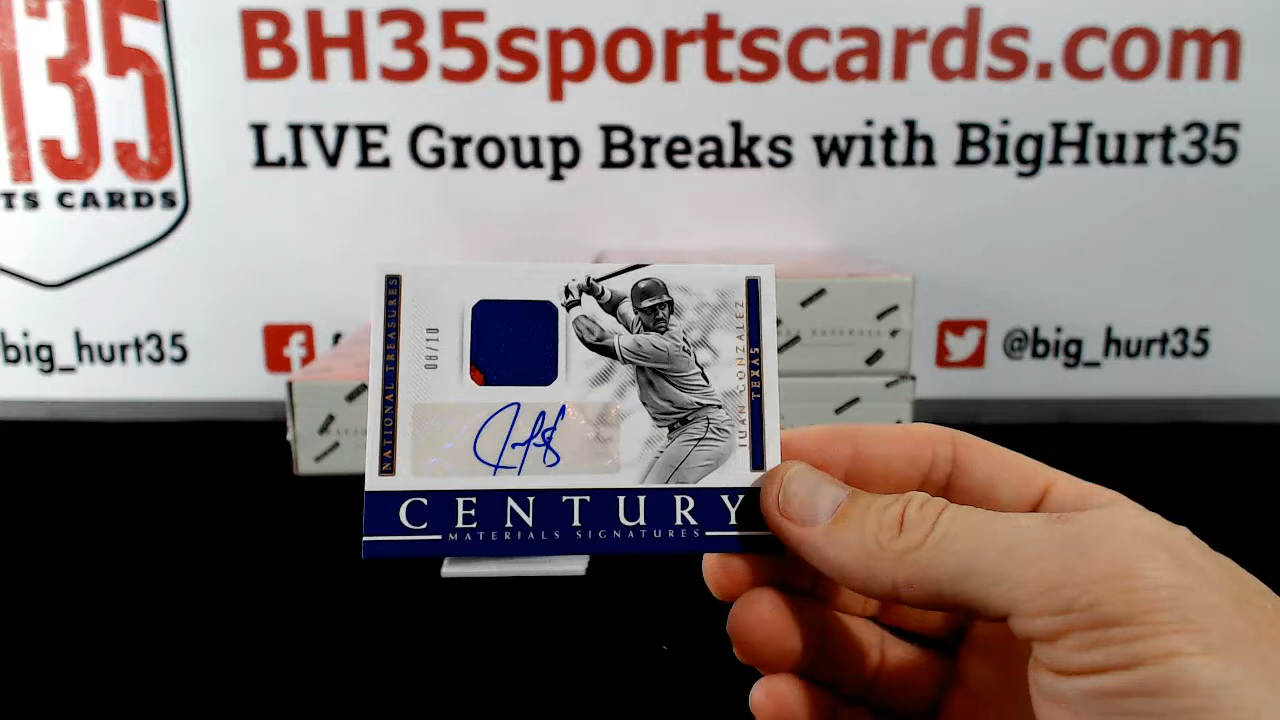 135
TS CARDS
BH35sportscards.com
LIVE Group Breaks with BigHurt35
big_hurt35
f
@big_hurt35
NATIONAL TREASURES
08/10
JUAN GONZALEZ
TEXAS
CENTURY
MATERIALS SIGNATURES